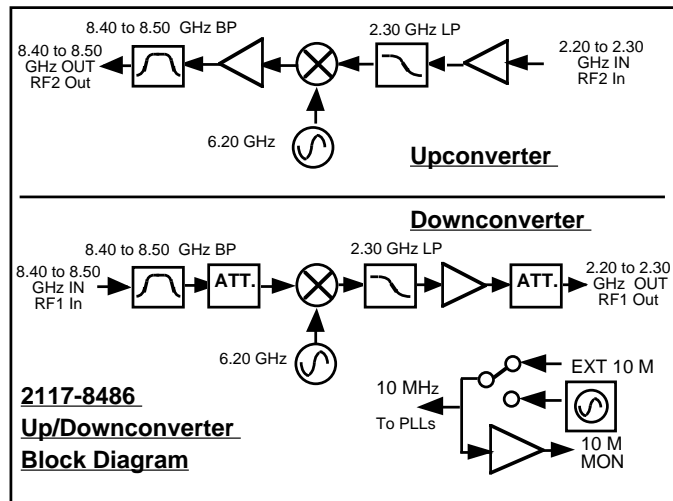 8.40 to 8.50 GHz BP
2.30 GHz LP
8.40 to 8.50
GHz OUT
RF2 Out
2.20 to 2.30
GHz IN
RF2 In
6.20 GHz
Upconverter
Downconverter
8.40 to 8.50 GHz BP
2.30 GHz LP
8.40 to 8.50
GHz IN
RF1 In
ATT.
ATT.
2.20 to 2.30
GHz OUT
RF1 Out
6.20 GHz
EXT 10 M
10 MHz
To PLLs
10 M
MON
2117-8486
Up/Downconverter
Block Diagram